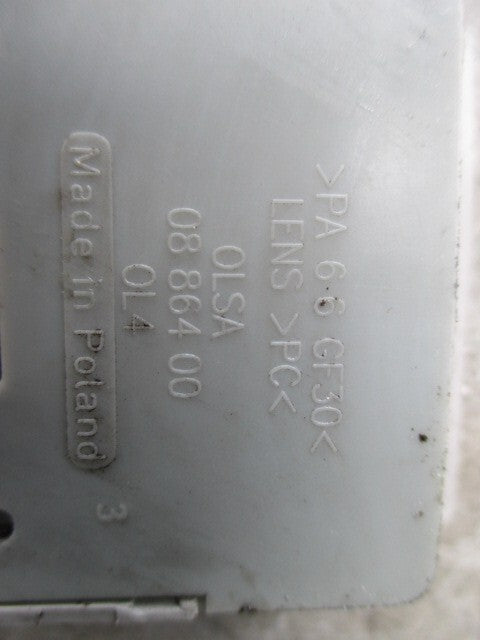 >PA 6 6 GF30<
LENS >PC<
OLSA
08 864 00
OL4
Made in Poland
3